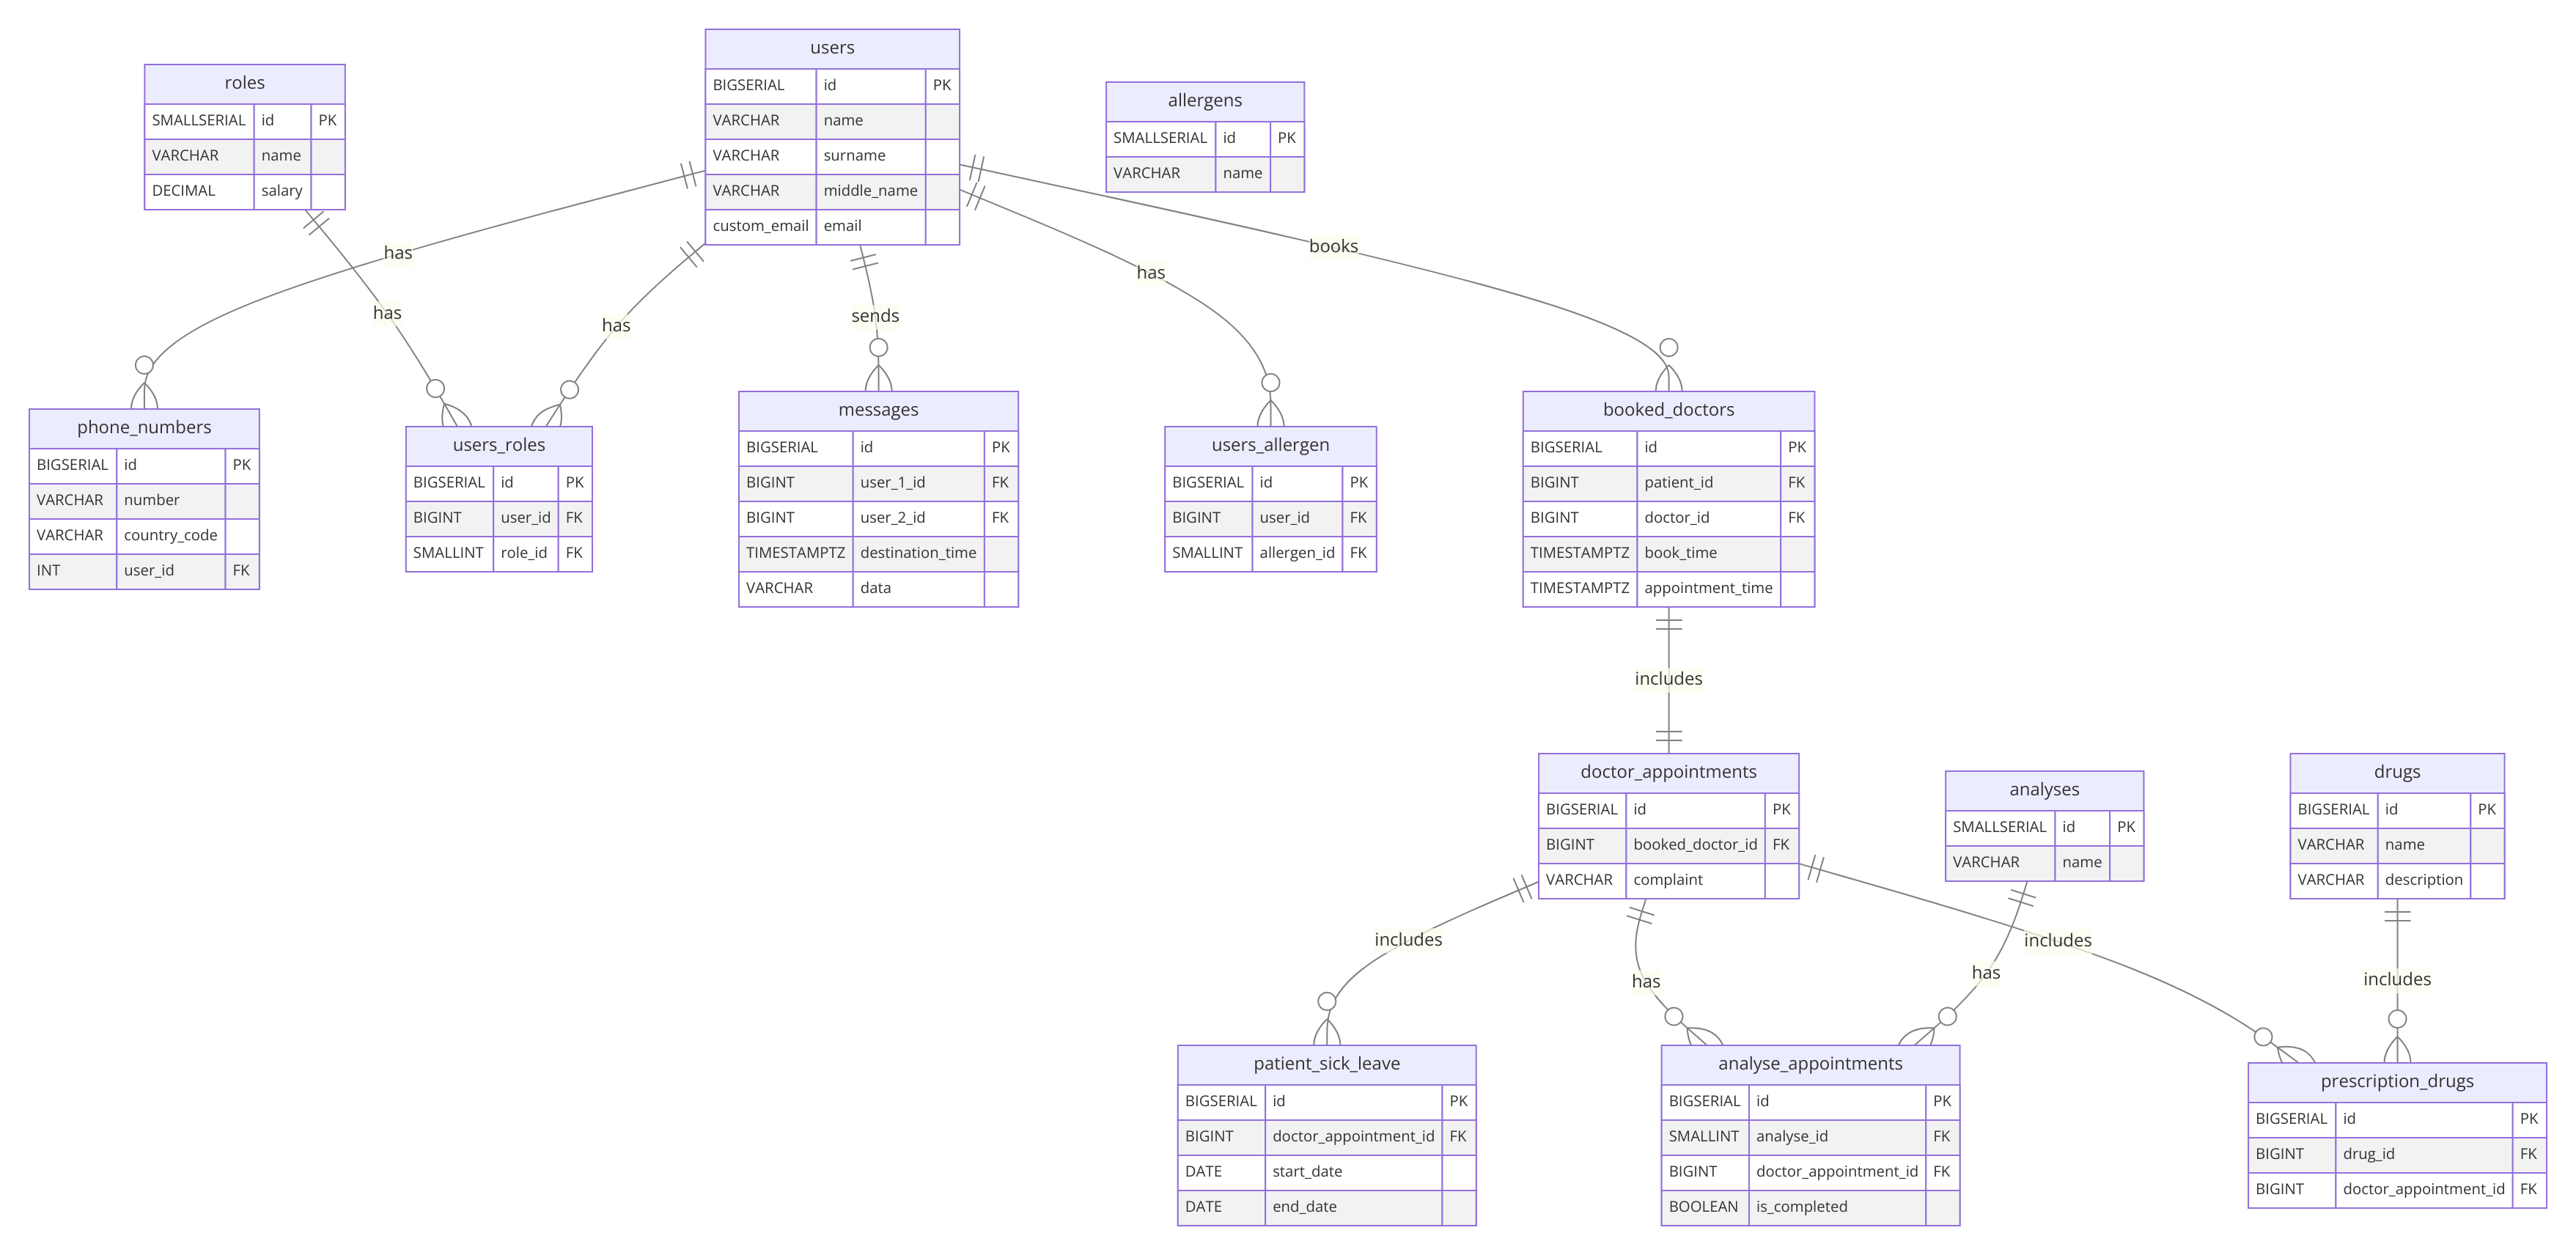 users
BIGSERIAL id PK
VARCHAR name
VARCHAR surname
VARCHAR middle_name
custom_email email
roles
SMALLSERIAL id PK
VARCHAR name
DECIMAL salary
allergens
SMALLSERIAL id PK
VARCHAR name
has
has
has
sends
has
books
phone_numbers
BIGSERIAL id PK
VARCHAR number
VARCHAR country_code
INT user_id FK
users_roles
BIGSERIAL id PK
BIGINT user_id FK
SMALLINT role_id FK
messages
BIGSERIAL id PK
BIGINT user_1_id FK
BIGINT user_2_id FK
TIMESTAMPTZ destination_time
VARCHAR data
users_allergen
BIGSERIAL id PK
BIGINT user_id FK
SMALLINT allergen_id FK
booked_doctors
BIGSERIAL id PK
BIGINT patient_id FK
BIGINT doctor_id FK
TIMESTAMPTZ book_time
TIMESTAMPTZ appointment_time
includes
doctor_appointments
BIGSERIAL id PK
BIGINT booked_doctor_id FK
VARCHAR complaint
analyses
SMALLSERIAL id PK
VARCHAR name
drugs
BIGSERIAL id PK
VARCHAR name
VARCHAR description
includes
has
has
includes
includes
patient_sick_leave
BIGSERIAL id PK
BIGINT doctor_appointment_id FK
DATE start_date
DATE end_date
analyse_appointments
BIGSERIAL id PK
SMALLINT analyse_id FK
BIGINT doctor_appointment_id FK
BOOLEAN is_completed
prescription_drugs
BIGSERIAL id PK
BIGINT drug_id FK
BIGINT doctor_appointment_id FK